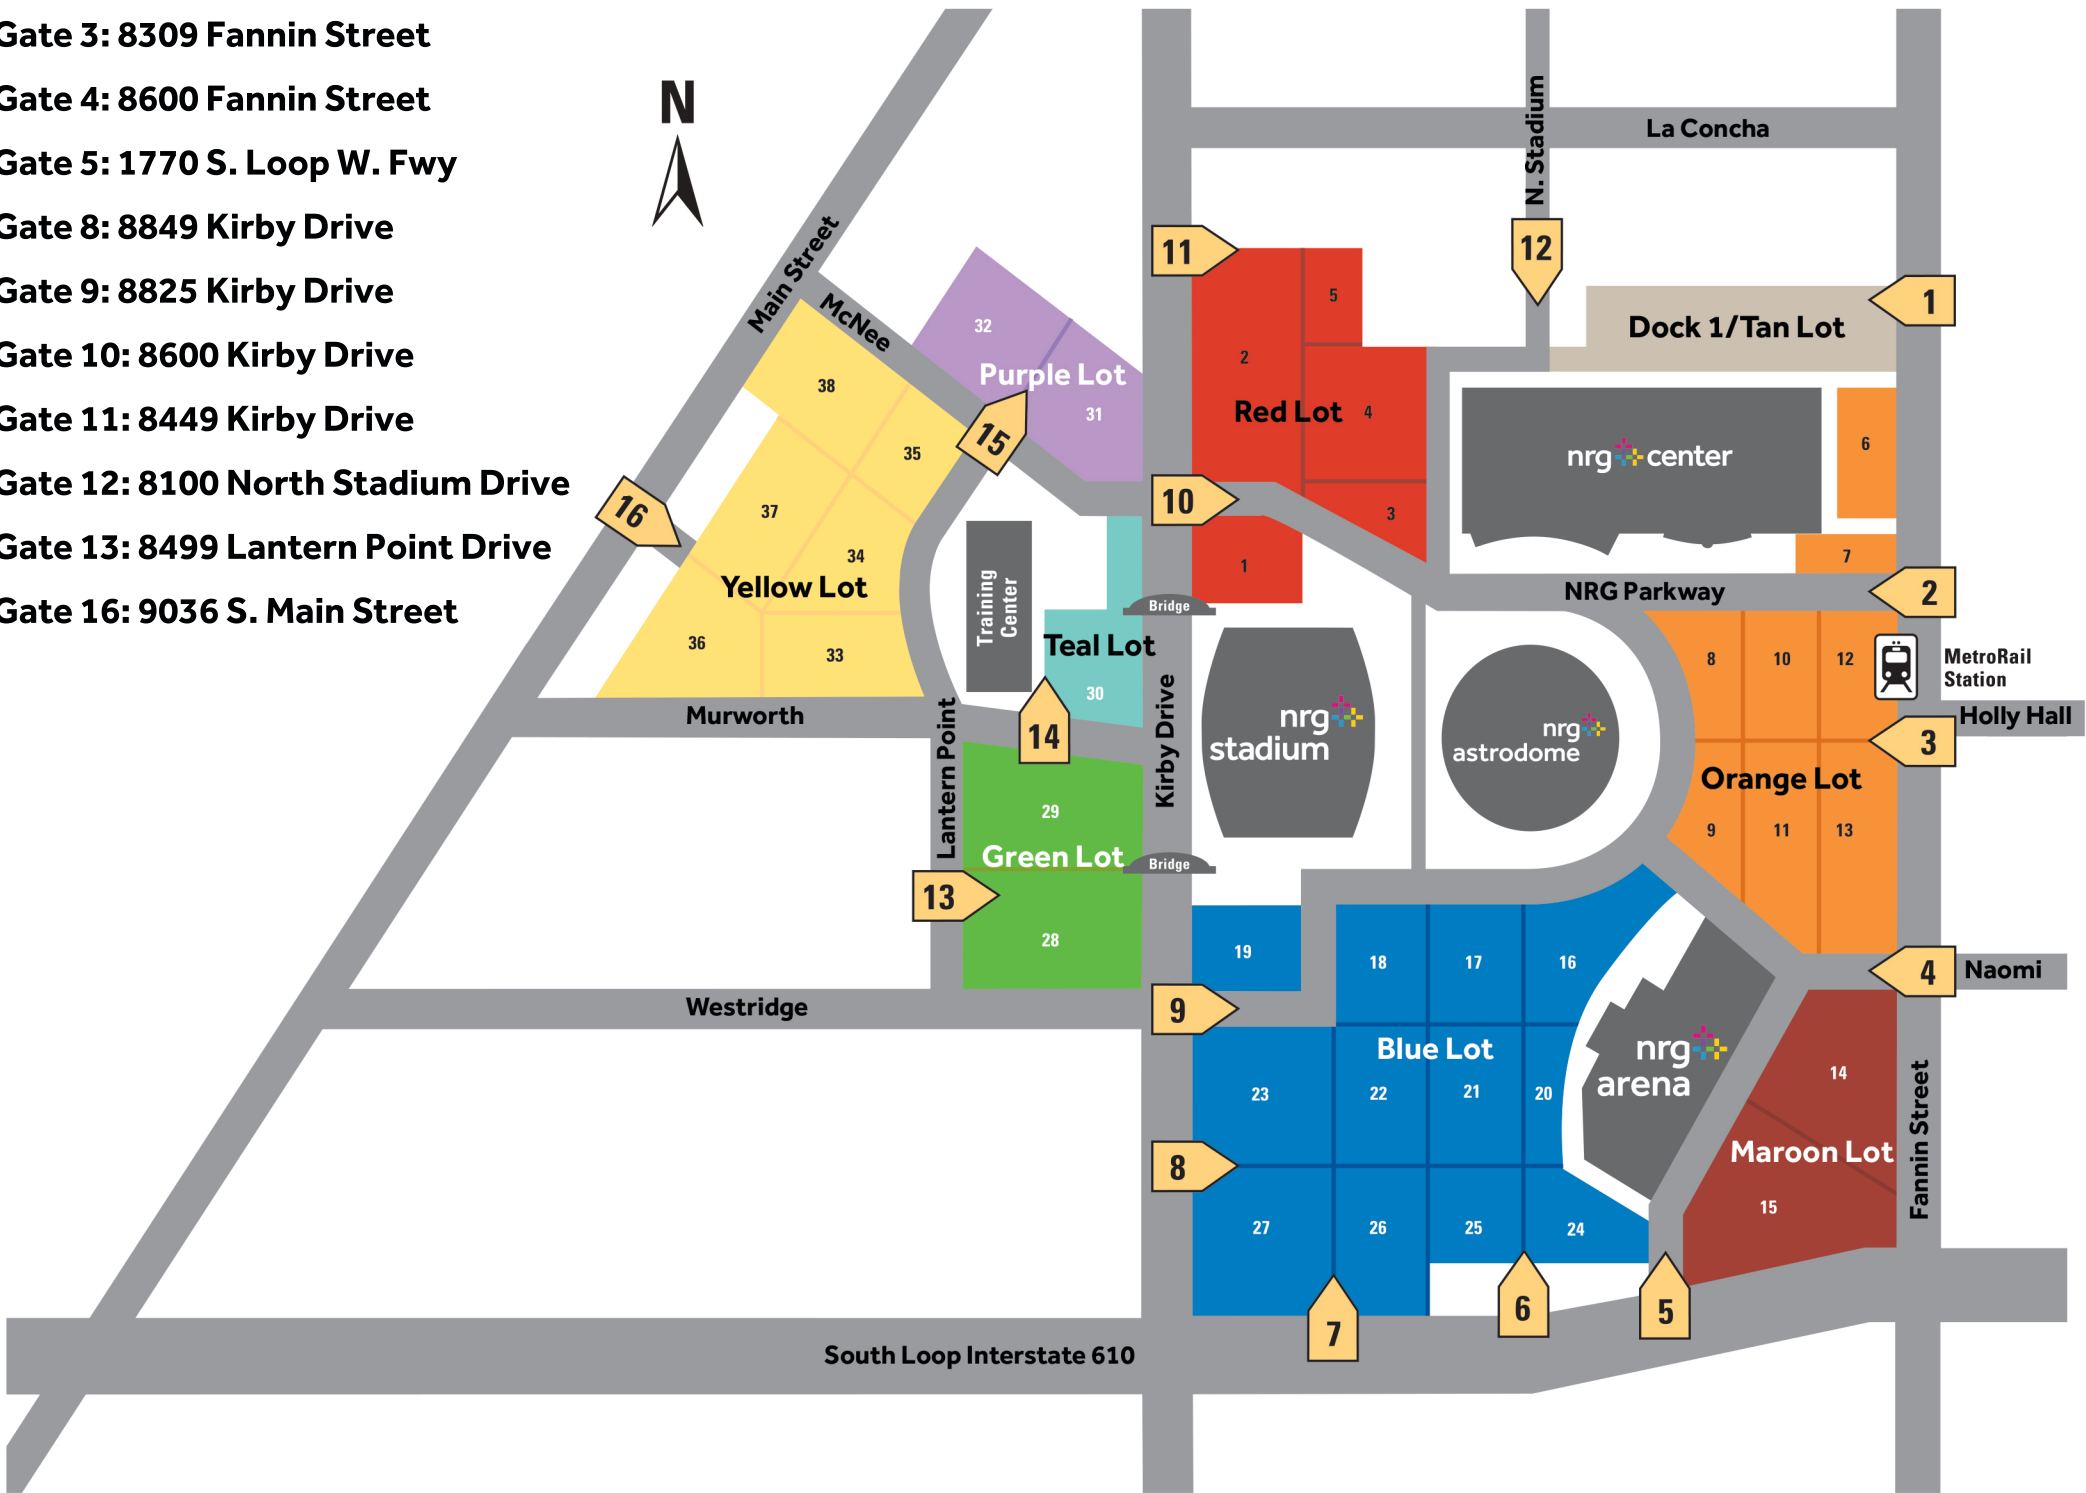 Gate 3: 8309 Fannin Street
Gate 4: 8600 Fannin Street
Gate 5: 1770 S. Loop W. Fwy
Gate 8: 8849 Kirby Drive
Gate 9: 8825 Kirby Drive
Gate 10: 8600 Kirby Drive
Gate 11: 8449 Kirby Drive
Gate 12: 8100 North Stadium Drive
Gate 13: 8499 Lantern Point Drive
Gate 16: 9036 S. Main Street
N
Main Street
McNee
N. Stadium
La Concha
11
12
1
Dock 1/Tan Lot
32
Purple Lot
31
5
2
Red Lot
4
3
10
1
38
35
15
37
16
34
Yellow Lot
36
33
nrg center
6
7
NRG Parkway
2
Training
Center
Bridge
Teal Lot
30
14
Murworth
Lantern Point
Kirby Drive
nrg
stadium
nrg
astrodome
8
10
12
MetroRail
Station
Holly Hall
3
Orange Lot
9
11
13
29
Green Lot
Bridge
13
28
Westridge
9
19
18
17
16
4
Naomi
Blue Lot
nrg
arena
23
22
21
20
14
Maroon Lot
15
Fannin Street
8
27
26
25
24
7
6
5
South Loop Interstate 610